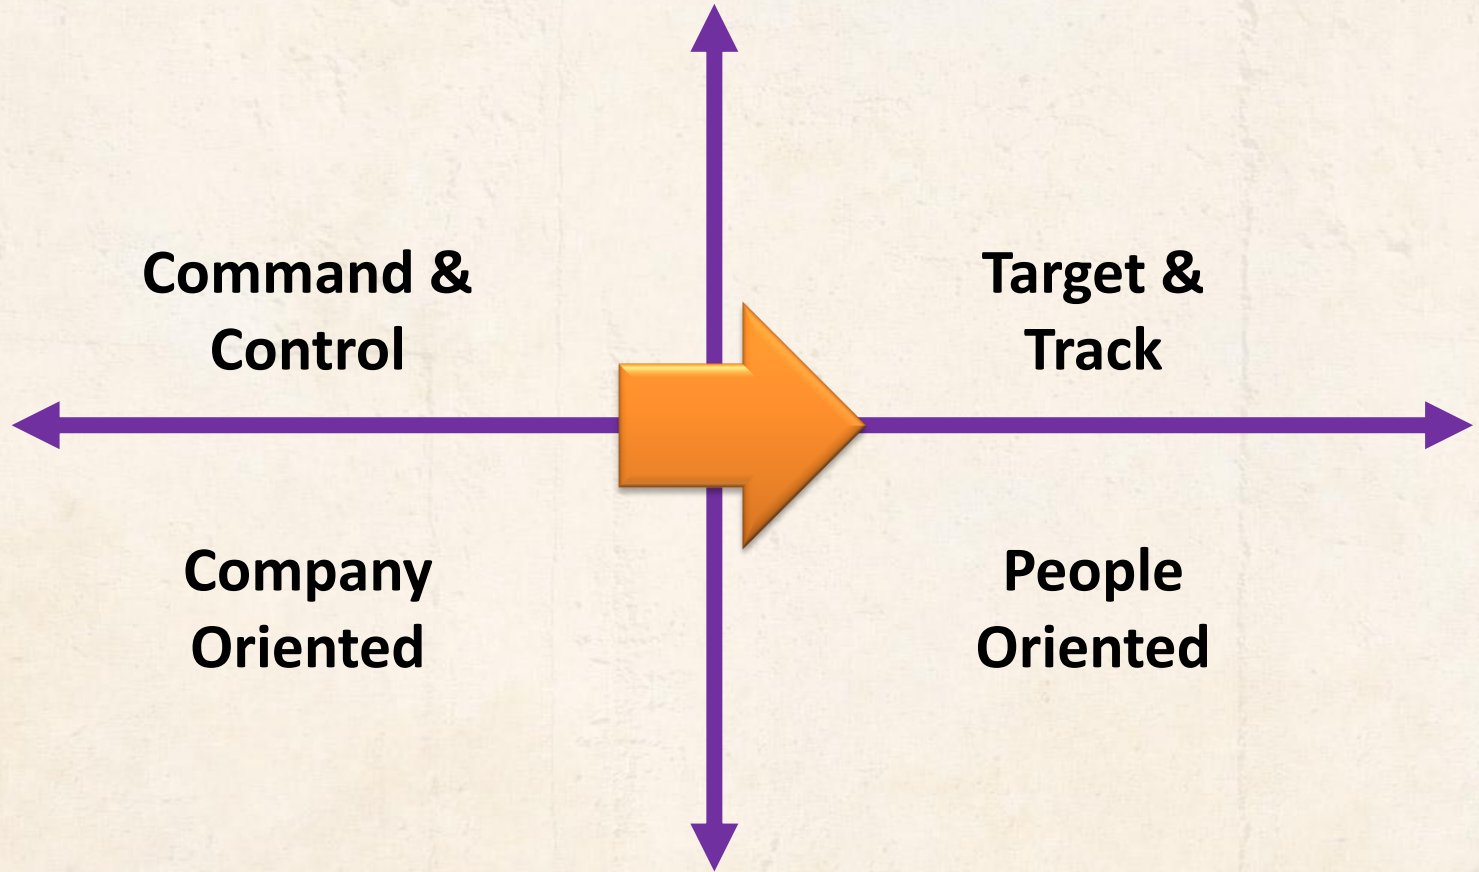 Command &
Control
Target &
Track
Company
Oriented
People
Oriented